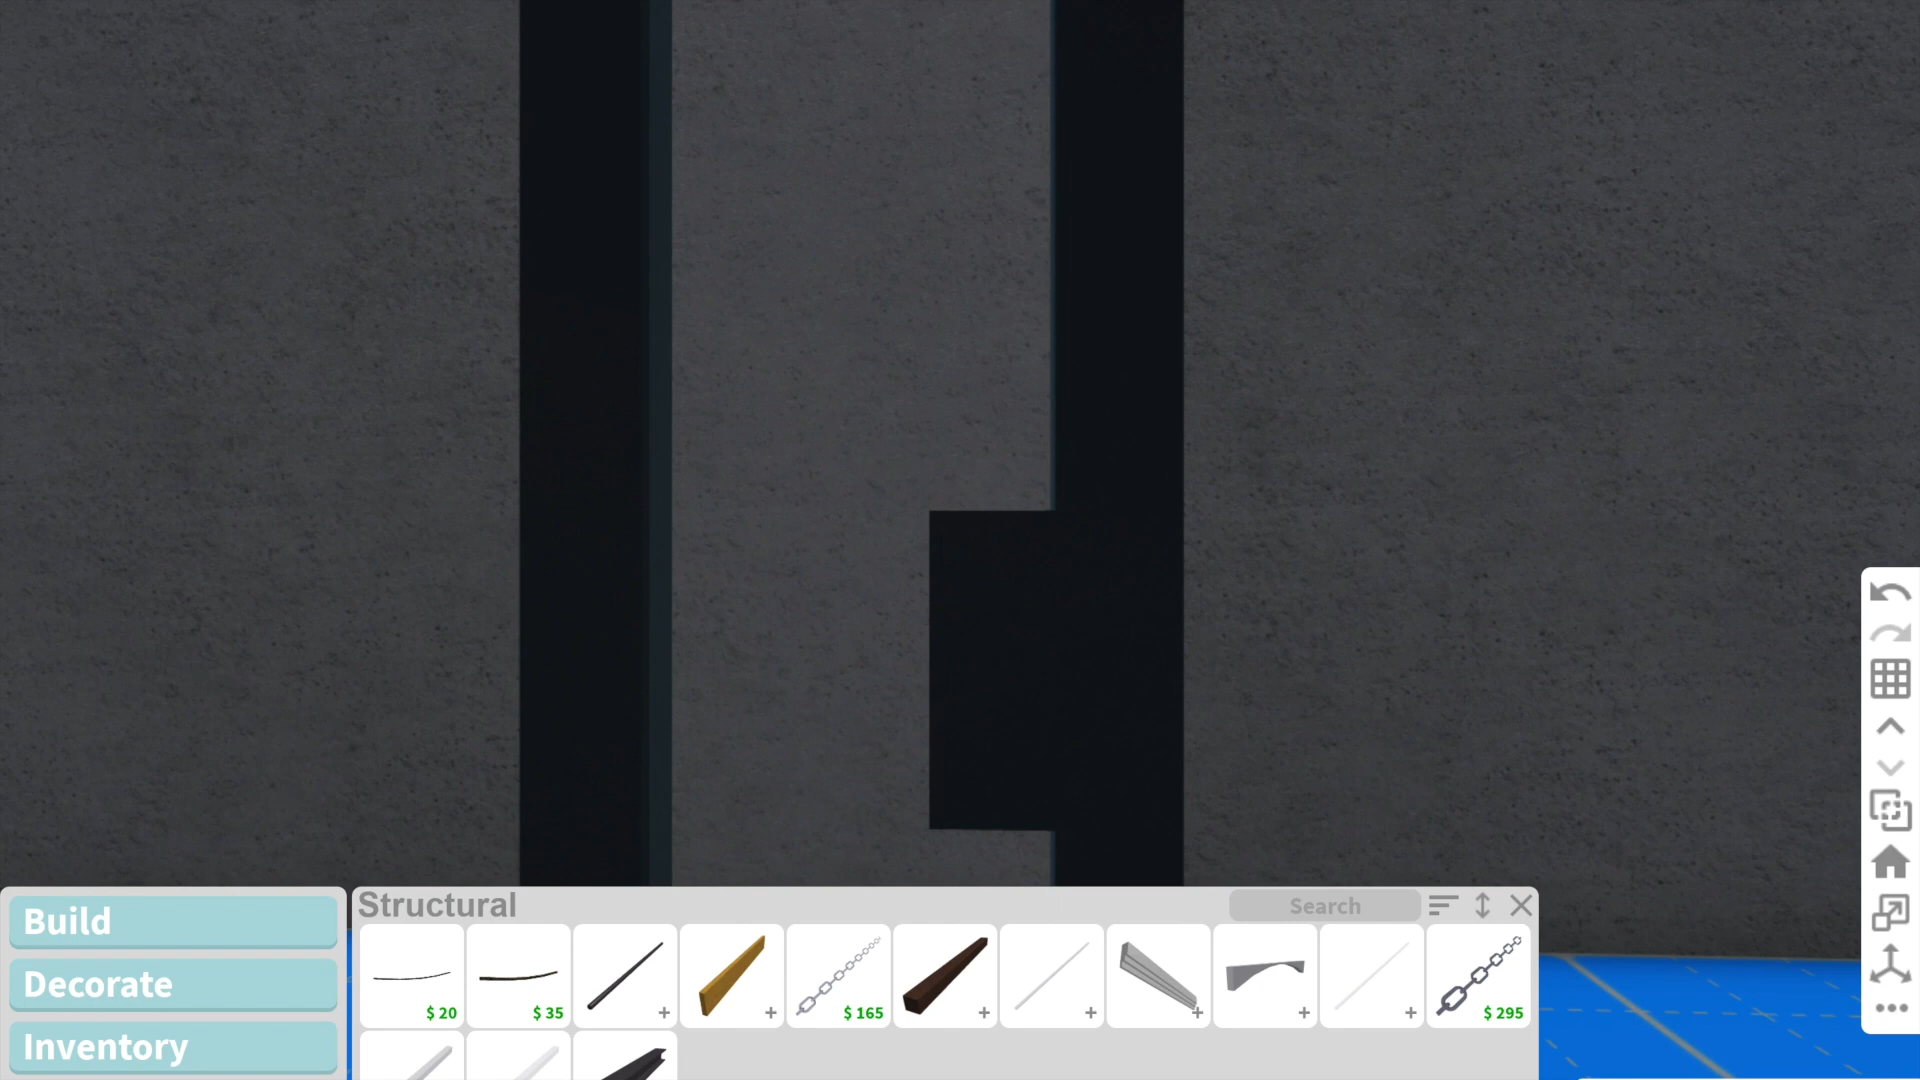 Build
Decorate
Inventory
Structural
Search
$ 20
$ 35
+
+
$ 165
+
+
+
+
+
$ 295